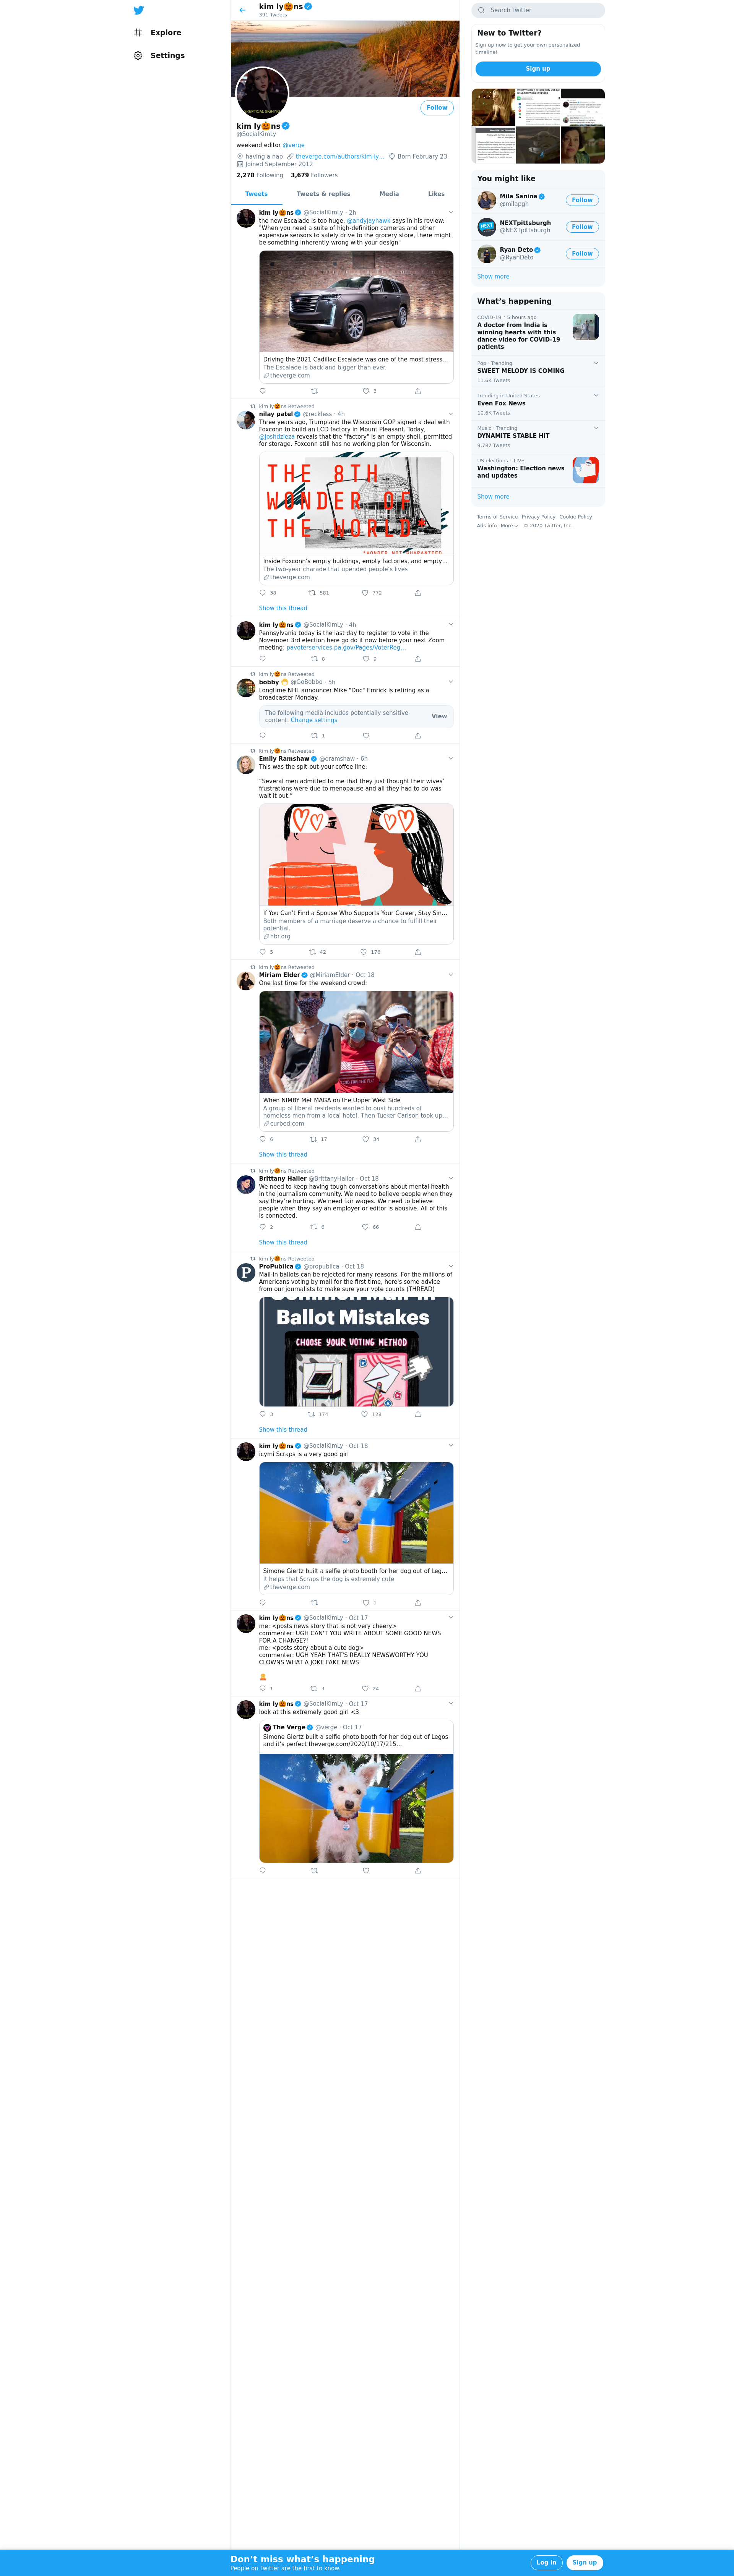 Explore
Settings
kim ly🎃ns
391 Tweets
Follow
kim ly🎃ns
@SocialKimLy
weekend editor @verge
having a nap theverge.com/authors/kim-ly… Born February 23
Joined September 2012
2,278 Following 3,679 Followers
Tweets Tweets & replies Media Likes
kim ly🎃ns @SocialKimLy · 2h
the new Escalade is too huge, @andyjayhawk says in his review:
"When you need a suite of high-definition cameras and other
expensive sensors to safely drive to the grocery store, there might
be something inherently wrong with your design"
Driving the 2021 Cadillac Escalade was one of the most stress…
The Escalade is back and bigger than ever.
theverge.com
3
kim ly🎃ns Retweeted
nilay patel @reckless · 4h
Three years ago, Trump and the Wisconsin GOP signed a deal with
Foxconn to build an LCD factory in Mount Pleasant. Today,
@joshdzieza reveals that the "factory" is an empty shell, permitted
for storage. Foxconn still has no working plan for Wisconsin.
THE 8TH
WONDER OF
THE WORLD*
*WONDER NOT GUARANTEED
Inside Foxconn's empty buildings, empty factories, and empty…
The two-year charade that upended people's lives
theverge.com
38 581 772
Show this thread
kim ly🎃ns @SocialKimLy · 4h
Pennsylvania today is the last day to register to vote in the
November 3rd election here go do it now before your next Zoom
meeting: pavoterservices.pa.gov/Pages/VoterReg…
8 9
kim ly🎃ns Retweeted
bobby 😷 @GoBobbo · 5h
Longtime NHL announcer Mike "Doc" Emrick is retiring as a
broadcaster Monday.
The following media includes potentially sensitive
content. Change settings
View
1
kim ly🎃ns Retweeted
Emily Ramshaw @eramshaw · 6h
This was the spit-out-your-coffee line:
"Several men admitted to me that they just thought their wives'
frustrations were due to menopause and all they had to do was
wait it out."
If You Can't Find a Spouse Who Supports Your Career, Stay Sin…
Both members of a marriage deserve a chance to fulfill their
potential.
hbr.org
5 42 176
kim ly🎃ns Retweeted
Miriam Elder @MiriamElder · Oct 18
One last time for the weekend crowd:
When NIMBY Met MAGA on the Upper West Side
A group of liberal residents wanted to oust hundreds of
homeless men from a local hotel. Then Tucker Carlson took up…
curbed.com
6 17 34
Show this thread
kim ly🎃ns Retweeted
Brittany Hailer @BrittanyHailer · Oct 18
We need to keep having tough conversations about mental health
in the journalism community. We need to believe people when they
say they're hurting. We need fair wages. We need to believe
people when they say an employer or editor is abusive. All of this
is connected.
2 6 66
Show this thread
kim ly🎃ns Retweeted
ProPublica @propublica · Oct 18
Mail-in ballots can be rejected for many reasons. For the millions of
Americans voting by mail for the first time, here's some advice
from our journalists to make sure your vote counts (THREAD)
Ballot Mistakes
CHOOSE YOUR VOTING METHOD
3 174 126
Show this thread
kim ly🎃ns @SocialKimLy · Oct 18
icymi Scraps is a very good girl
Simone Giertz built a selfie photo booth for her dog out of Leg…
It helps that Scraps the dog is extremely cute
theverge.com
1
kim ly🎃ns @SocialKimLy · Oct 17
me: <posts news story that is not very cheery>
commenter: UGH CAN'T YOU WRITE ABOUT SOME GOOD NEWS
FOR A CHANGE?!
me: <posts story about a cute dog>
commenter: UGH YEAH THAT'S REALLY NEWSWORTHY YOU
CLOWNS WHAT A JOKE FAKE NEWS
1 3 24
kim ly🎃ns @SocialKimLy · Oct 17
look at this extremely good girl <3
The Verge @verge · Oct 17
Simone Giertz built a selfie photo booth for her dog out of Legos
and it's perfect theverge.com/2020/10/17/215…
Search Twitter
New to Twitter?
Sign up now to get your own personalized
timeline!
Sign up
You might like
Mila Sanina
@milapgh
Follow
NEXT
NEXTpittsburgh
@NEXTpittsburgh
Follow
Ryan Deto
@RyanDeto
Follow
Show more
What's happening
COVID-19 · 5 hours ago
A doctor from India is
winning hearts with this
dance video for COVID-19
patients
Pop · Trending
SWEET MELODY IS COMING
11.6K Tweets
Trending in United States
Even Fox News
10.6K Tweets
Music · Trending
DYNAMITE STABLE HIT
9,787 Tweets
US elections · LIVE
Washington: Election news
and updates
Show more
Terms of Service Privacy Policy Cookie Policy
Ads info More © 2020 Twitter, Inc.
Don't miss what's happening
People on Twitter are the first to know.
Log in Sign up